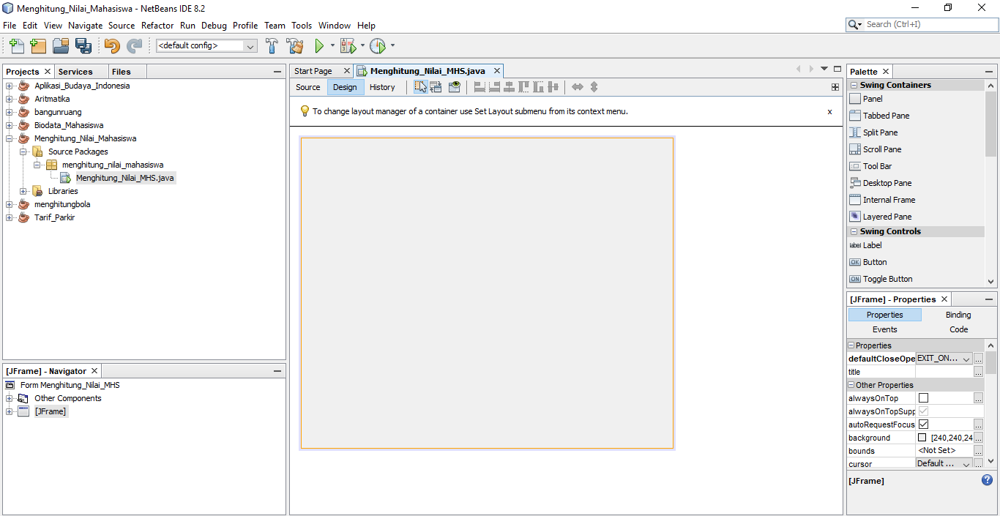 Menghitung_Nilai_Mahasiswa - NetBeans IDE 8.2
File Edit View Navigate Source Refactor Run Debug Profile Team Tools Window Help
Search (Ctrl+I)
<default config>
Projects
Services
Files
Aplikasi_Budaya_Indonesia
Aritmatika
bangunruang
Biodata_Mahasiswa
Menghitung_Nilai_Mahasiswa
Source Packages
menghitung_nilai_mahasiswa
Menghitung_Nilai_MHS.java
Libraries
menghitungbola
Tarif_Parkir
[JFrame] - Navigator
Form Menghitung_Nilai_MHS
Other Components
[JFrame]
Start Page
Menghitung_Nilai_MHS.java
Source Design History
To change layout manager of a container use Set Layout submenu from its context menu.
x
Palette
Swing Containers
Panel
Tabbed Pane
Split Pane
Scroll Pane
Tool Bar
Desktop Pane
Internal Frame
Layered Pane
Swing Controls
label Label
OK Button
ON Toggle Button
[JFrame] - Properties
Properties Binding
Events Code
Properties
defaultCloseOpe EXIT_ON... ...
title ...
Other Properties
alwaysOnTop ...
alwaysOnTopSupp
autoRequestFocus ...
background [240,240,24 ...
bounds <Not Set> ...
cursor Default ... ...
[JFrame]
?